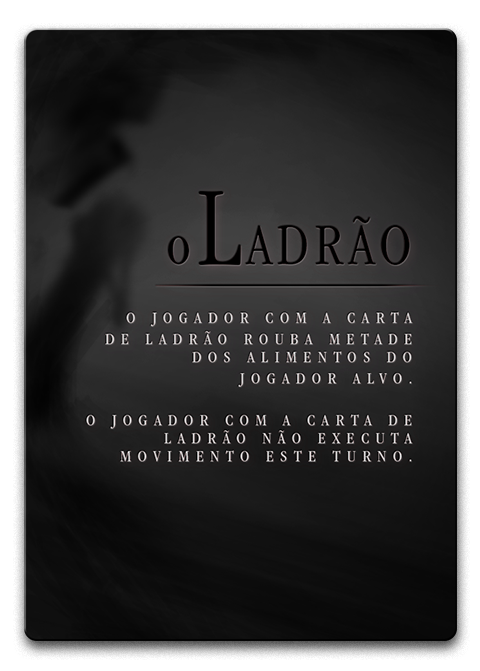 O LADRÃO
O JOGADOR COM A CARTA
DE LADRÃO ROUBA METADE
DOS ALIMENTOS DO
JOGADOR ALVO.
O JOGADOR COM A CARTA DE
LADRÃO NÃO EXECUTA
MOVIMENTO ESTE TURNO.